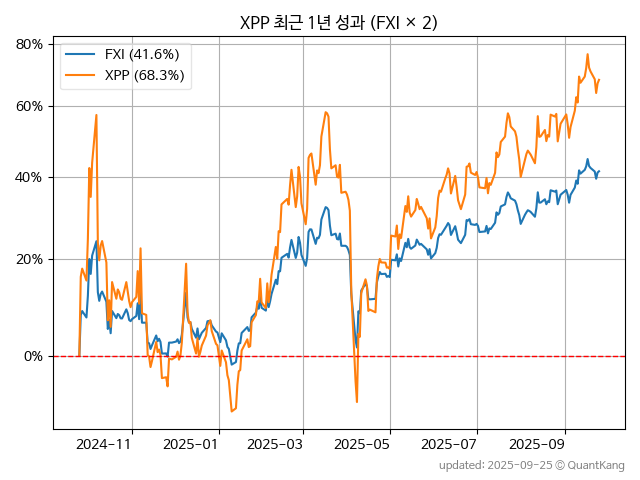 XPP 최근 1년 성과 (FXI × 2)
FXI (41.6%)
XPP (68.3%)
80%
60%
40%
20%
0%
2024-11
2025-01
2025-03
2025-05
2025-07
2025-09
updated: 2025-09-25 © QuantKang